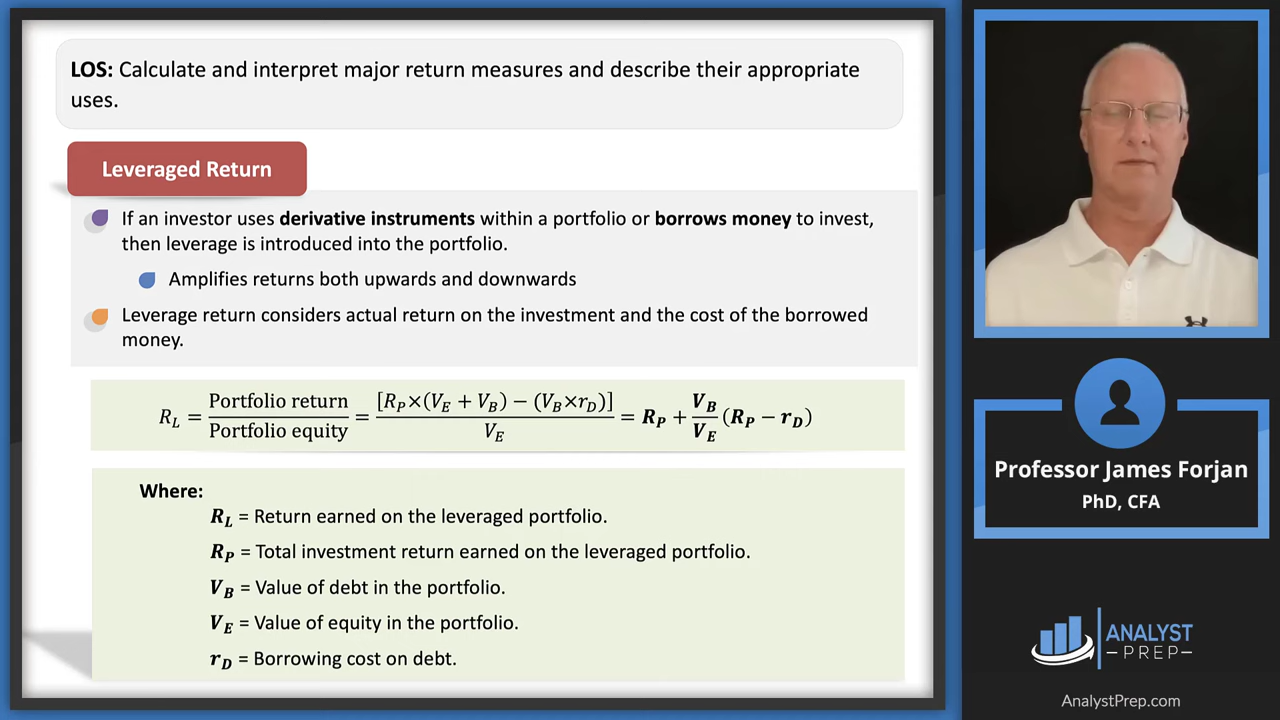 LOS: Calculate and interpret major return measures and describe their appropriate
uses.
Leveraged Return
If an investor uses derivative instruments within a portfolio or borrows money to invest,
then leverage is introduced into the portfolio.
Amplifies returns both upwards and downwards
Leverage return considers actual return on the investment and the cost of the borrowed
money.
R_L = Portfolio return / Portfolio equity = [R_P×(V_E + V_B) − (V_B×r_D)] / V_E = R_P + V_B / V_E (R_P − r_D)
Where:
R_L = Return earned on the leveraged portfolio.
R_P = Total investment return earned on the leveraged portfolio.
V_B = Value of debt in the portfolio.
V_E = Value of equity in the portfolio.
r_D = Borrowing cost on debt.
Professor James Forjan
PhD, CFA
ANALYST
PREP
AnalystPrep.com